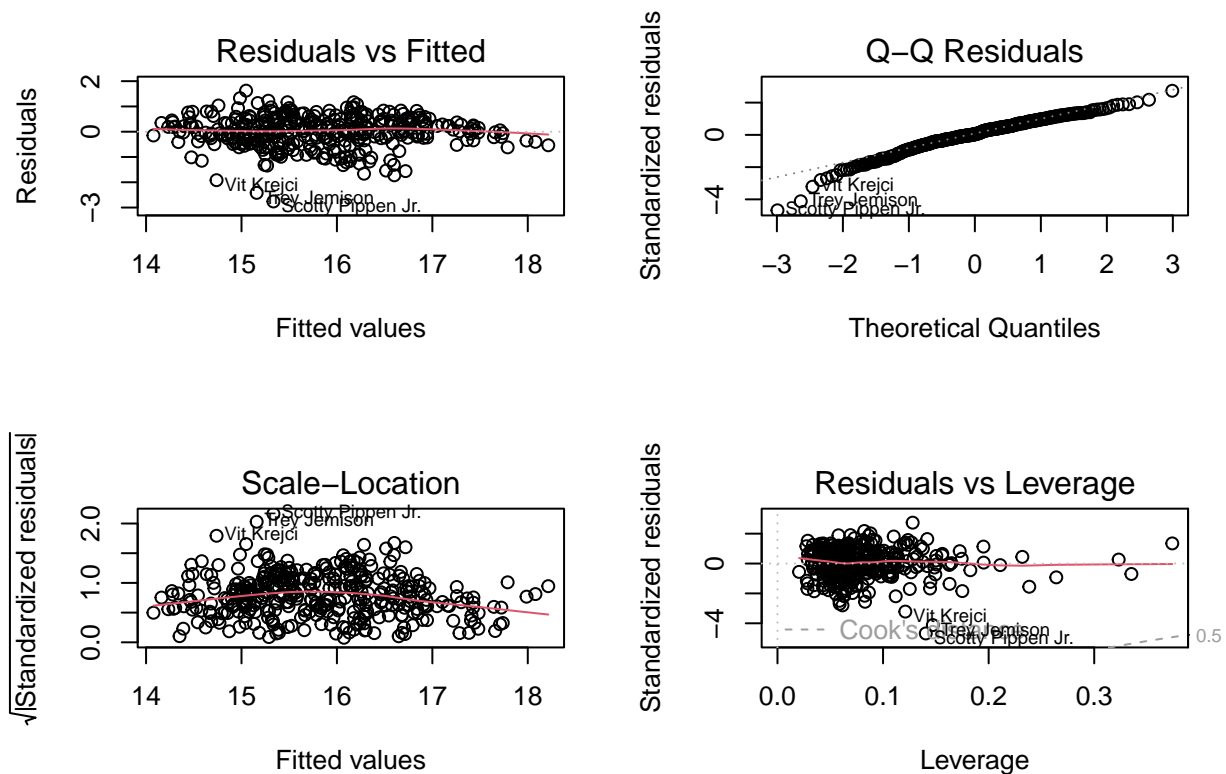 Residuals vs Fitted
Residuals
2
0
−3
Vit Krejci
Trey Jemison
Scotty Pippen Jr.
14 15 16 17 18
Fitted values
Q−Q Residuals
Standardized residuals
0
−4
Vit Krejci
Trey Jemison
Scotty Pippen Jr.
−3 −2 −1 0 1 2 3
Theoretical Quantiles
Scale−Location
√|Standardized residuals|
2.0
1.0
0.0
Scotty Pippen Jr.
Trey Jemison
Vit Krejci
14 15 16 17 18
Fitted values
Residuals vs Leverage
Standardized residuals
0
−4
Vit Krejci
Trey Jemison
Scotty Pippen Jr.
Cook's distance
0.5
0.0 0.1 0.2 0.3
Leverage